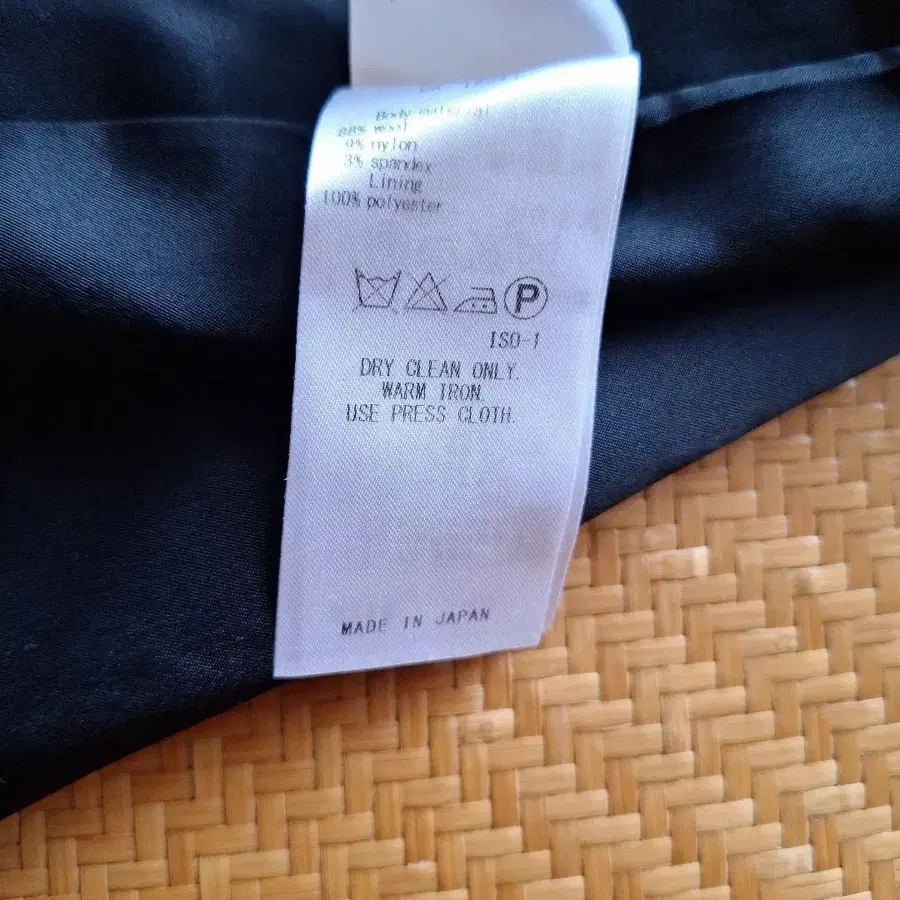 Body material
88% wool
9% nylon
3% spandex
Lining
100% polyester
P
ISO-1
DRY CLEAN ONLY.
WARM IRON.
USE PRESS CLOTH.
MADE IN JAPAN